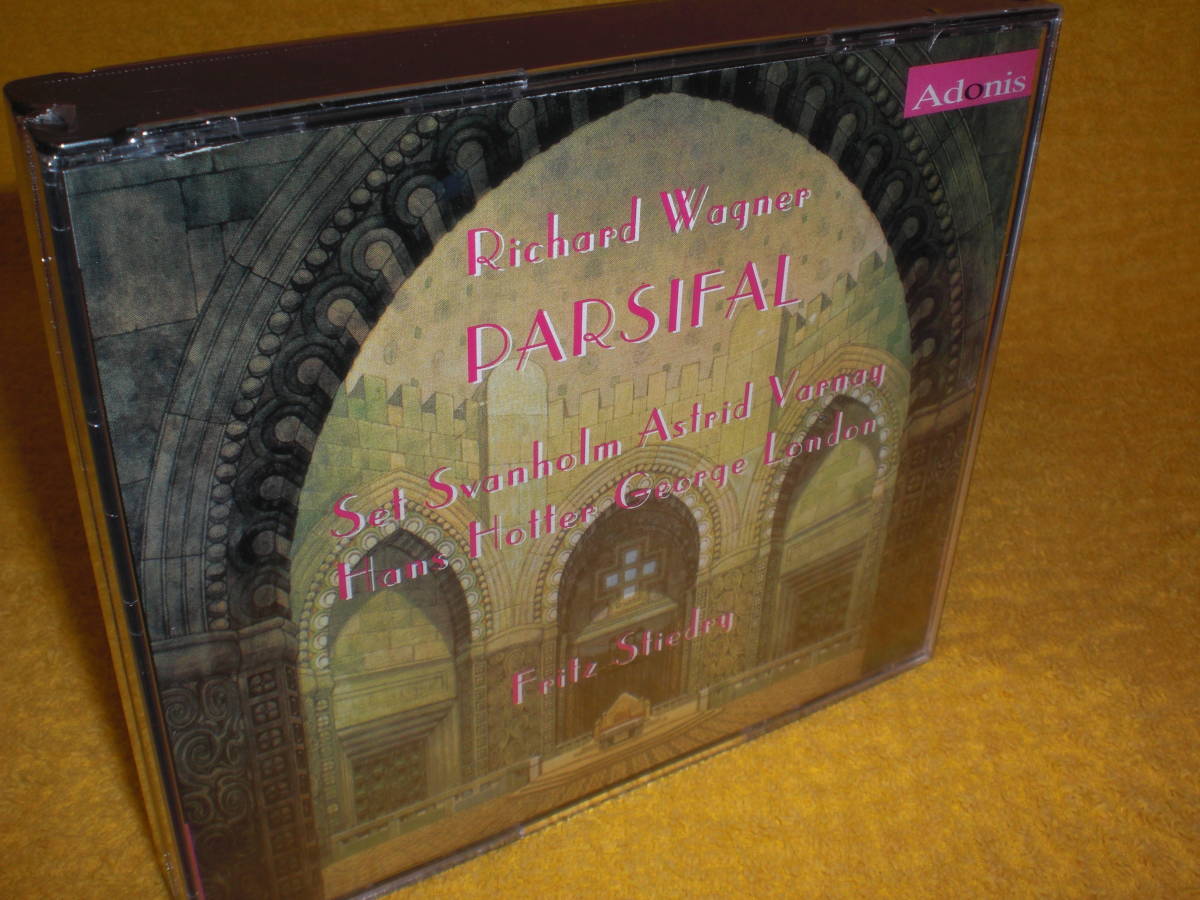 Adonis
Richard Wagner
PARSIFAL
Set Svanholm Astrid Varnay
Hans Hotter George London
Fritz Stiedry